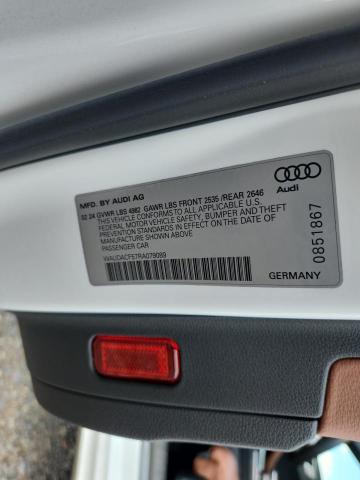 MFD. BY AUDI AG
02 24 GVWR LBS 4982 GAWR LBS FRONT 2535 /REAR 2646
THIS VEHICLE CONFORMS TO ALL APPLICABLE U.S.
FEDERAL MOTOR VEHICLE SAFETY, BUMPER AND THEFT
PREVENTION STANDARDS IN EFFECT ON THE DATE OF
MANUFACTURE SHOWN ABOVE.
PASSENGER CAR
WAUDACF57RA079089
Audi
GERMANY
0851867